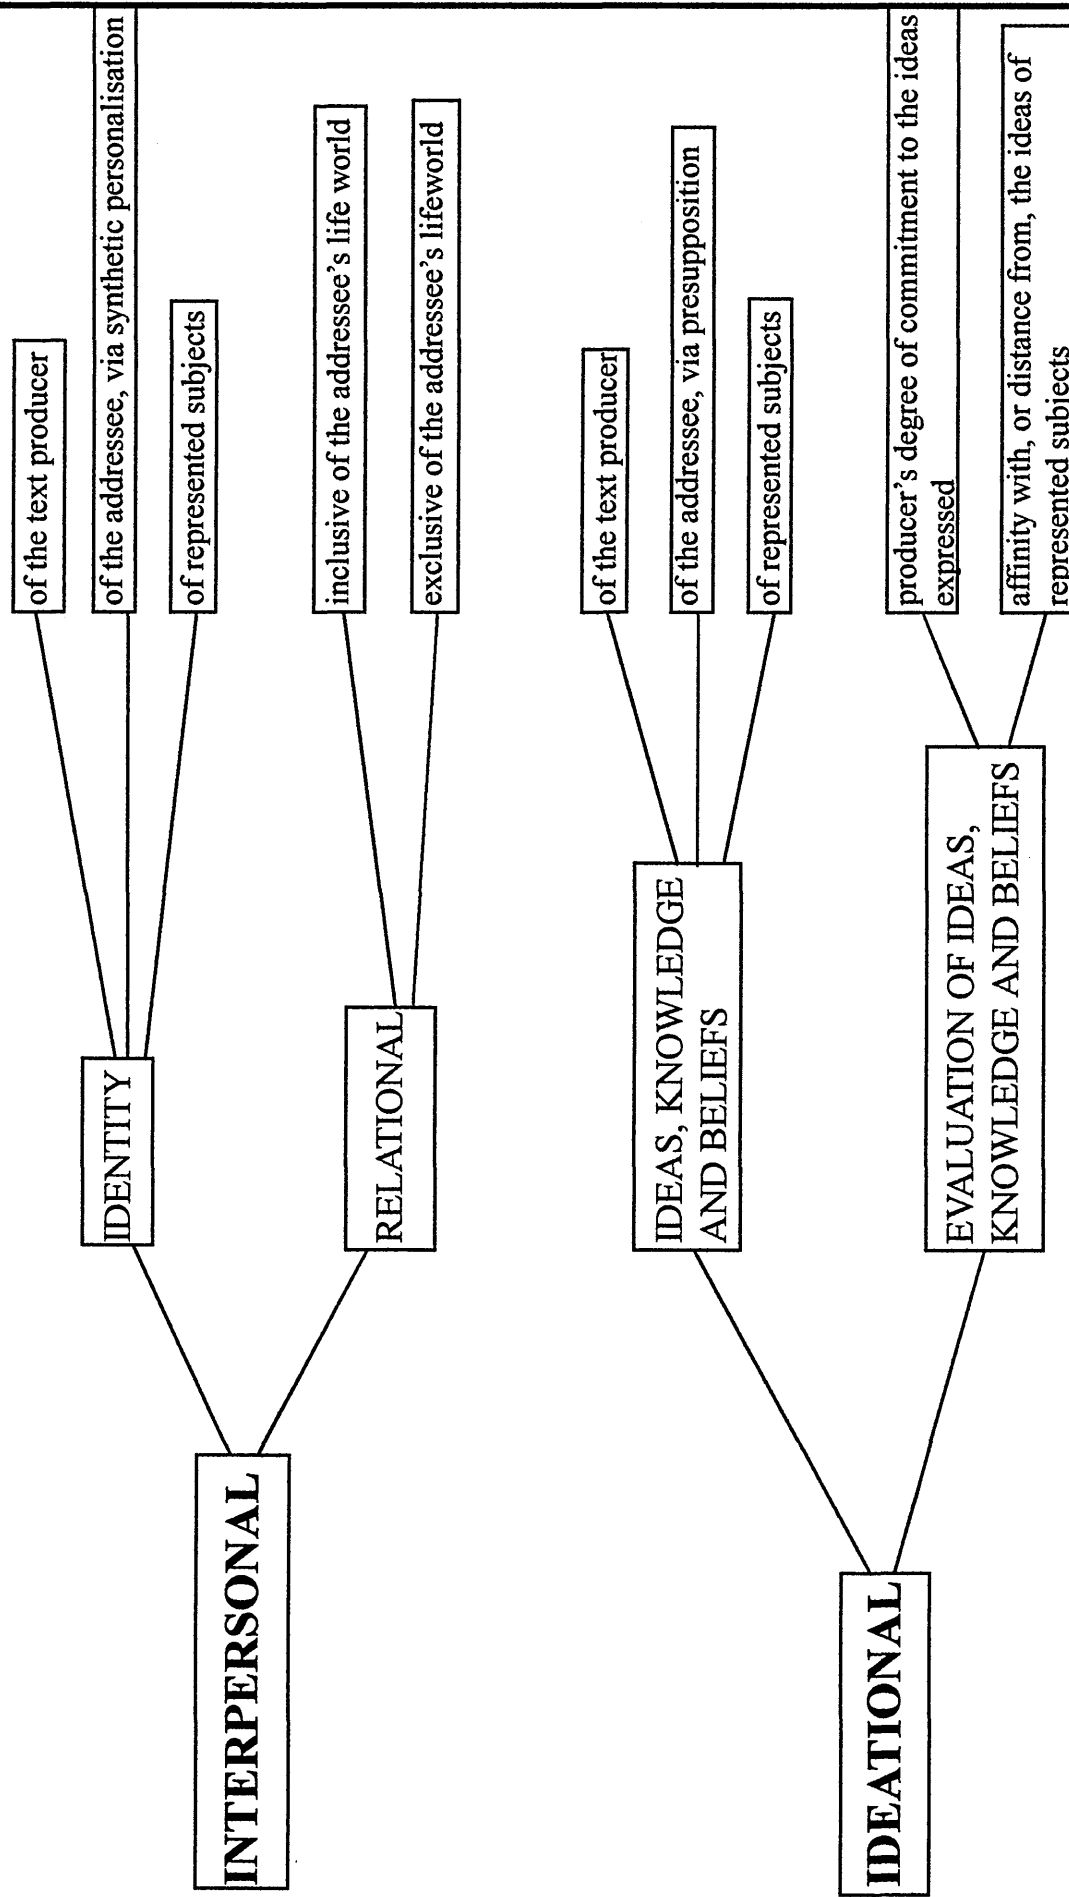 INTERPERSONAL
IDENTITY
of the text producer
of the addressee, via synthetic personalisation
of represented subjects
RELATIONAL
inclusive of the addressee's life world
exclusive of the addressee's lifeworld
IDEATIONAL
IDEAS, KNOWLEDGE
AND BELIEFS
of the text producer
of the addressee, via presupposition
of represented subjects
EVALUATION OF IDEAS,
KNOWLEDGE AND BELIEFS
producer's degree of commitment to the ideas
expressed
affinity with, or distance from, the ideas of
represented subjects